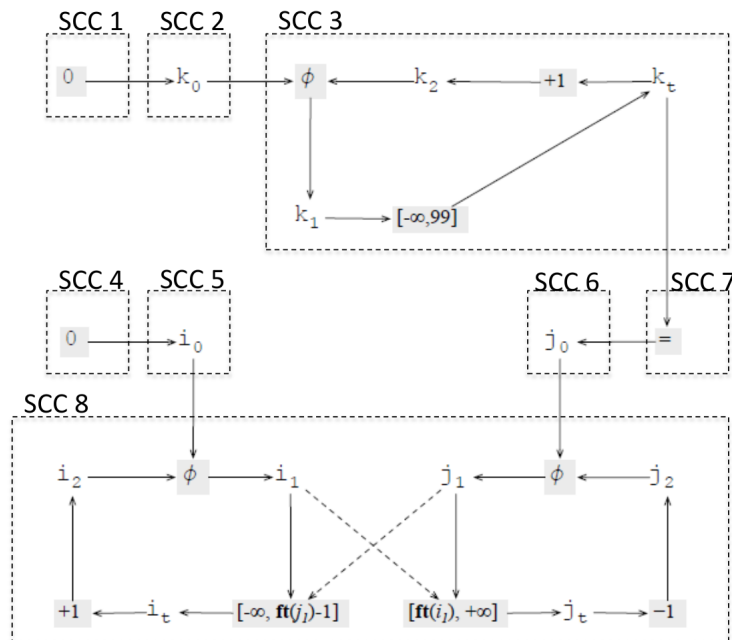 SCC 1 SCC 2 SCC 3
0 k₀ ϕ k₂ +1 kₜ
k₁ [-∞,99]
SCC 4 SCC 5 SCC 6 SCC 7
0 i₀ j₀ =
SCC 8
i₂ ϕ i₁ j₁ ϕ j₂
+1 iₜ [-∞, ft(j₁)-1] [ft(i₁), +∞] jₜ −1